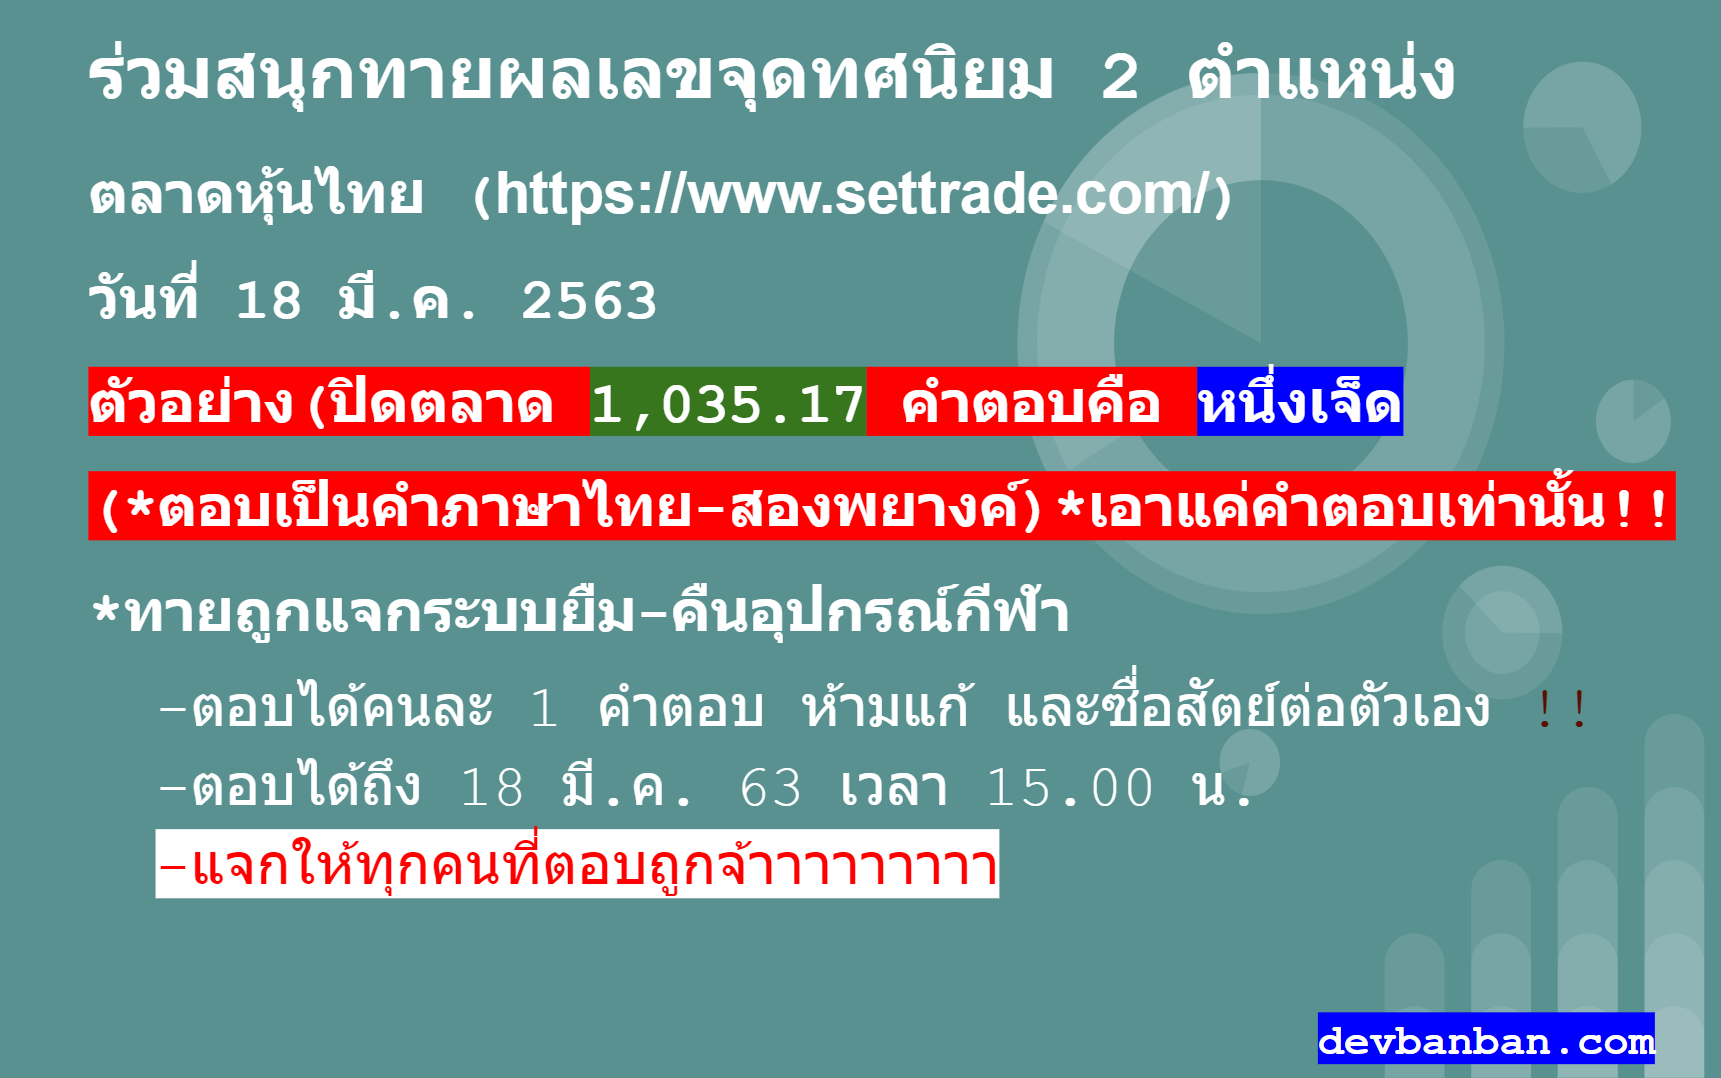 ร่วมสนุกทายผลเลขจุดทศนิยม 2 ตำแหน่ง
ตลาดหุ้นไทย (https://www.settrade.com/)
วันที่ 18 มี.ค. 2563
ตัวอย่าง(ปิดตลาด 1,035.17 คำตอบคือ หนึ่งเจ็ด
(*ตอบเป็นคำภาษาไทย-สองพยางค์)*เอาแค่คำตอบเท่านั้น!!
*ทายถูกแจกระบบยืม-คืนอุปกรณ์กีฬา
-ตอบได้คนละ 1 คำตอบ ห้ามแก้ และซื่อสัตย์ต่อตัวเอง !!
-ตอบได้ถึง 18 มี.ค. 63 เวลา 15.00 น.
-แจกให้ทุกคนที่ตอบถูกจ้าาาาาาาาา
devbanban.com